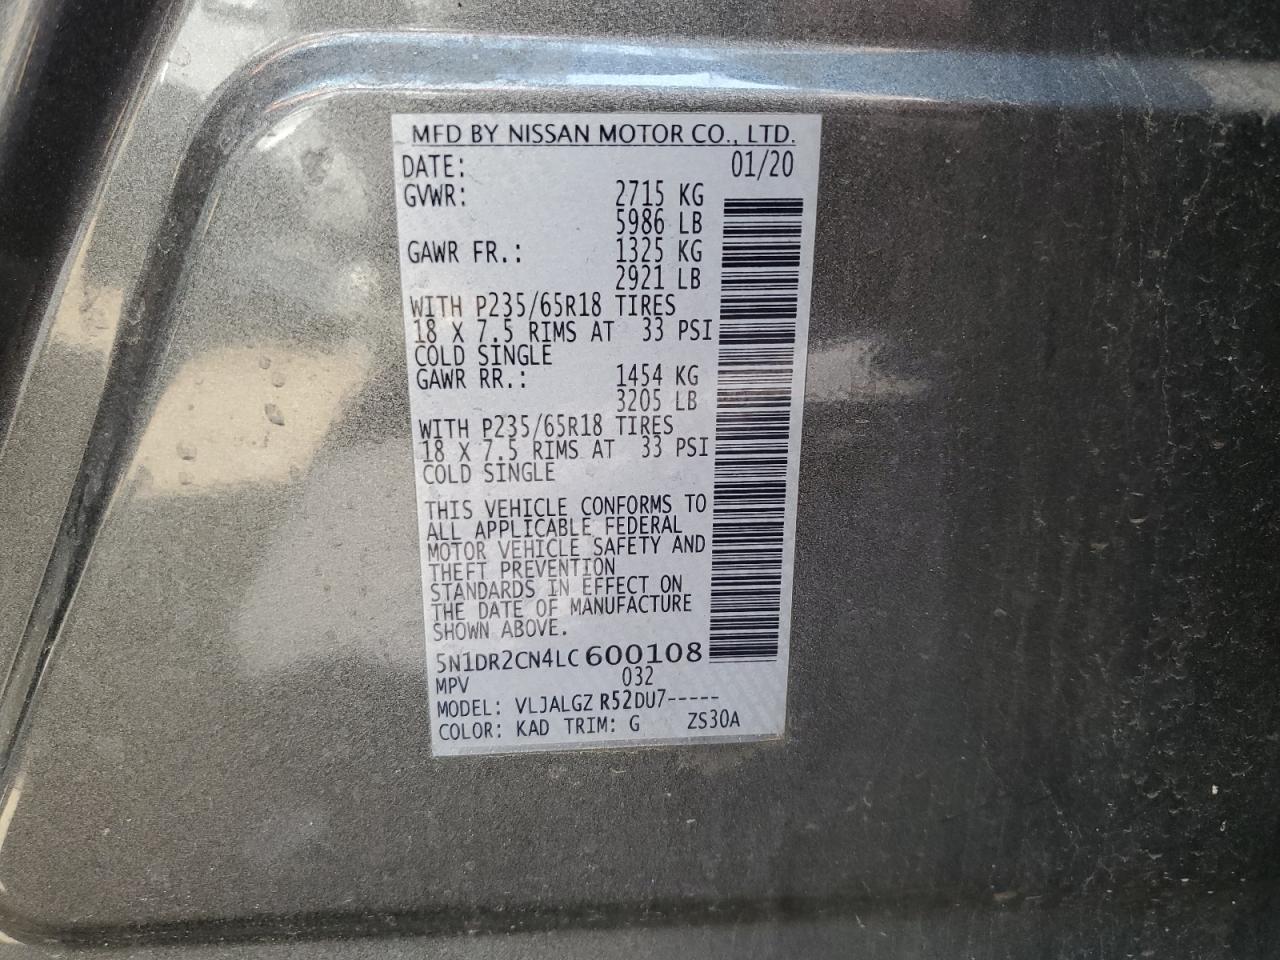 MFD BY NISSAN MOTOR CO., LTD.
DATE: 01/20
GVWR: 2715 KG
5986 LB
GAWR FR.: 1325 KG
2921 LB
WITH P235/65R18 TIRES
18 X 7.5 RIMS AT 33 PSI
COLD SINGLE
GAWR RR.: 1454 KG
3205 LB
WITH P235/65R18 TIRES
18 X 7.5 RIMS AT 33 PSI
COLD SINGLE
THIS VEHICLE CONFORMS TO
ALL APPLICABLE FEDERAL
MOTOR VEHICLE SAFETY AND
THEFT PREVENTION
STANDARDS IN EFFECT ON
THE DATE OF MANUFACTURE
SHOWN ABOVE.
5N1DR2CN4LC600108
MPV 032
MODEL: VLJALGZ R52DU7-----
COLOR: KAD TRIM: G ZS30A